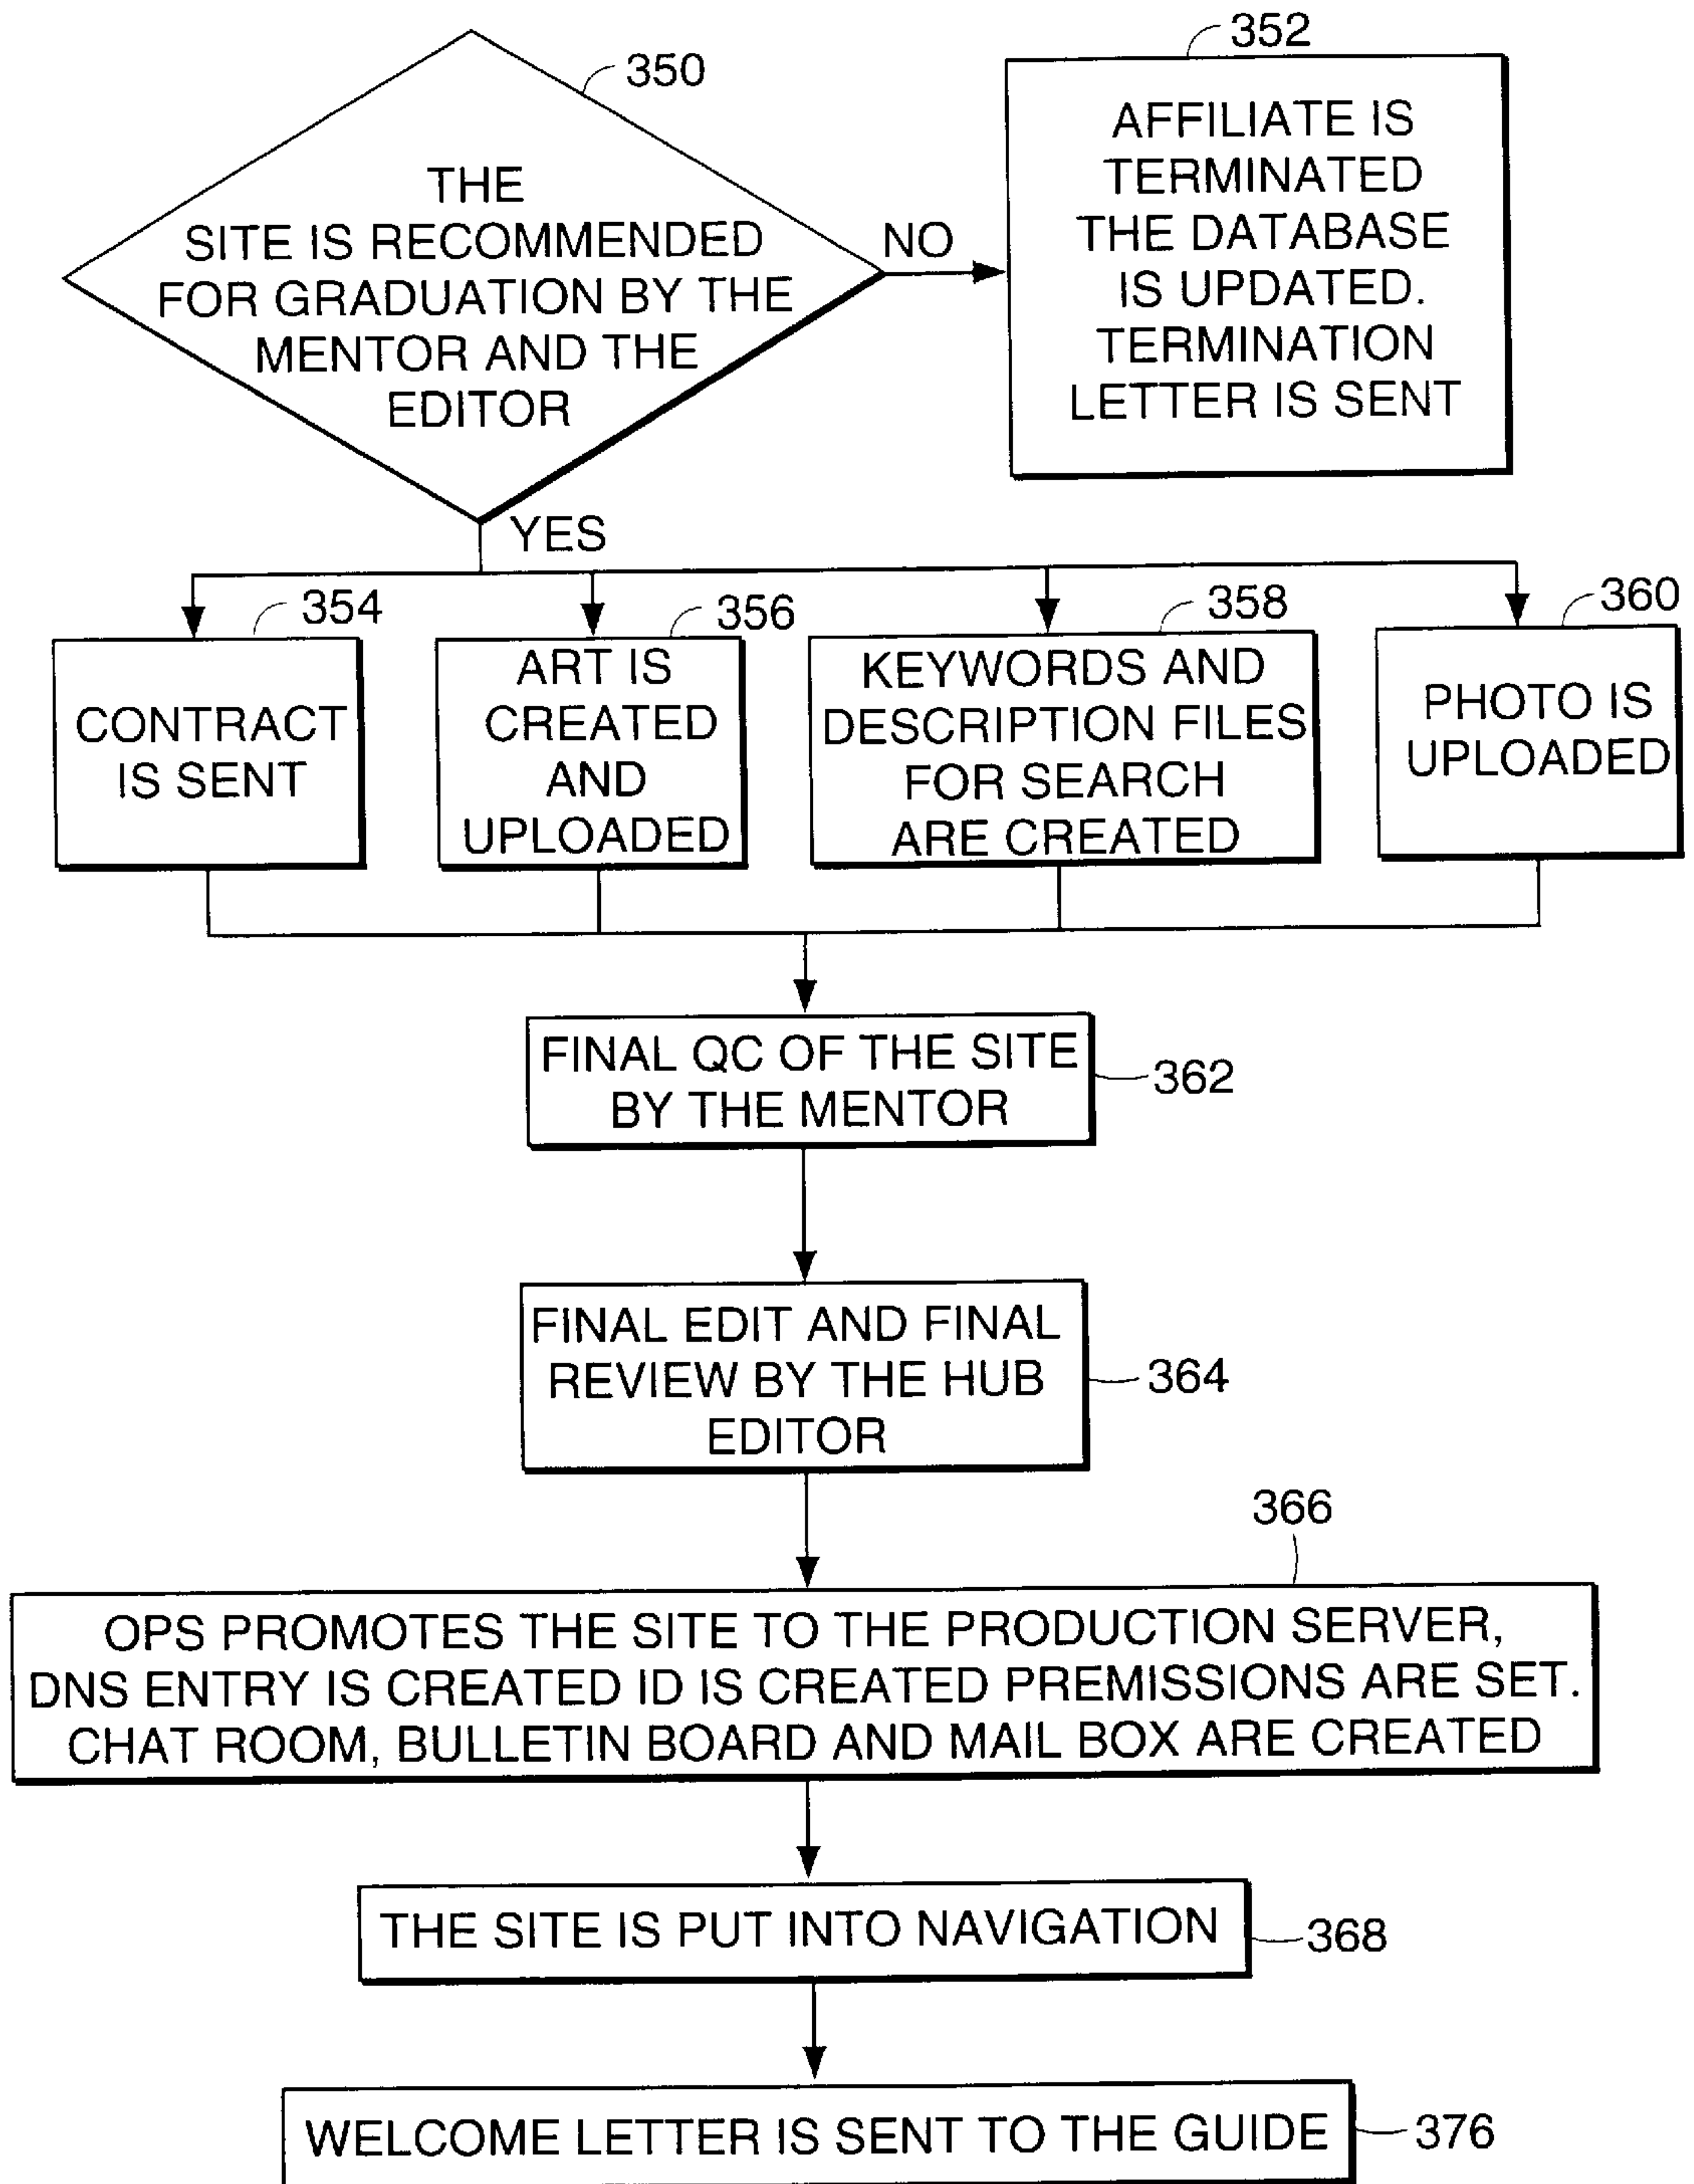 350
THE
SITE IS RECOMMENDED
FOR GRADUATION BY THE
MENTOR AND THE
EDITOR
NO
352
AFFILIATE IS
TERMINATED
THE DATABASE
IS UPDATED.
TERMINATION
LETTER IS SENT
YES
354
CONTRACT
IS SENT
356
ART IS
CREATED
AND
UPLOADED
358
KEYWORDS AND
DESCRIPTION FILES
FOR SEARCH
ARE CREATED
360
PHOTO IS
UPLOADED
FINAL QC OF THE SITE
BY THE MENTOR
362
FINAL EDIT AND FINAL
REVIEW BY THE HUB
EDITOR
364
366
OPS PROMOTES THE SITE TO THE PRODUCTION SERVER,
DNS ENTRY IS CREATED ID IS CREATED PREMISSIONS ARE SET.
CHAT ROOM, BULLETIN BOARD AND MAIL BOX ARE CREATED
THE SITE IS PUT INTO NAVIGATION
368
WELCOME LETTER IS SENT TO THE GUIDE
376